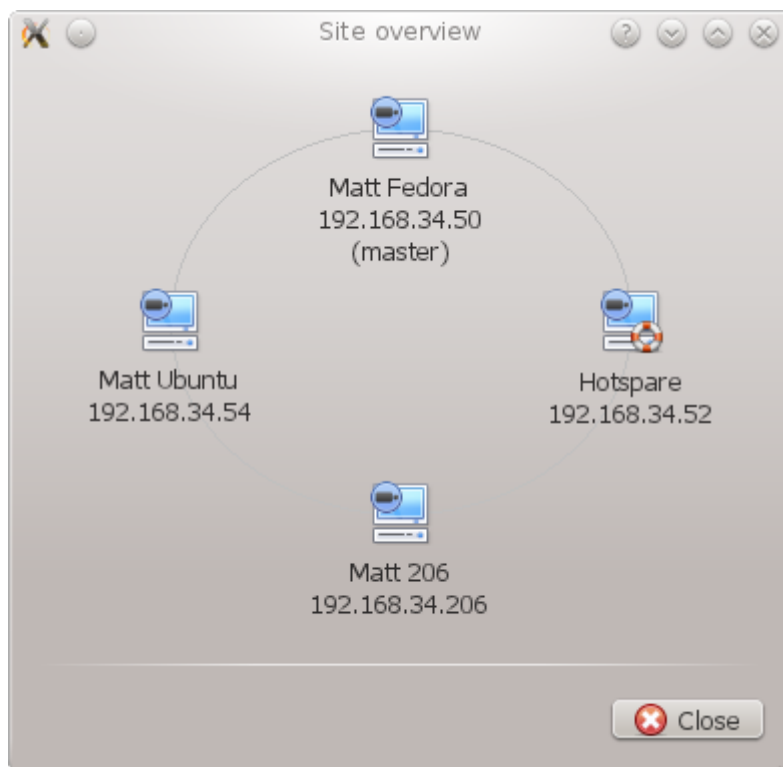 Site overview
Matt Fedora
192.168.34.50
(master)
Matt Ubuntu
192.168.34.54
Hotspare
192.168.34.52
Matt 206
192.168.34.206
Close